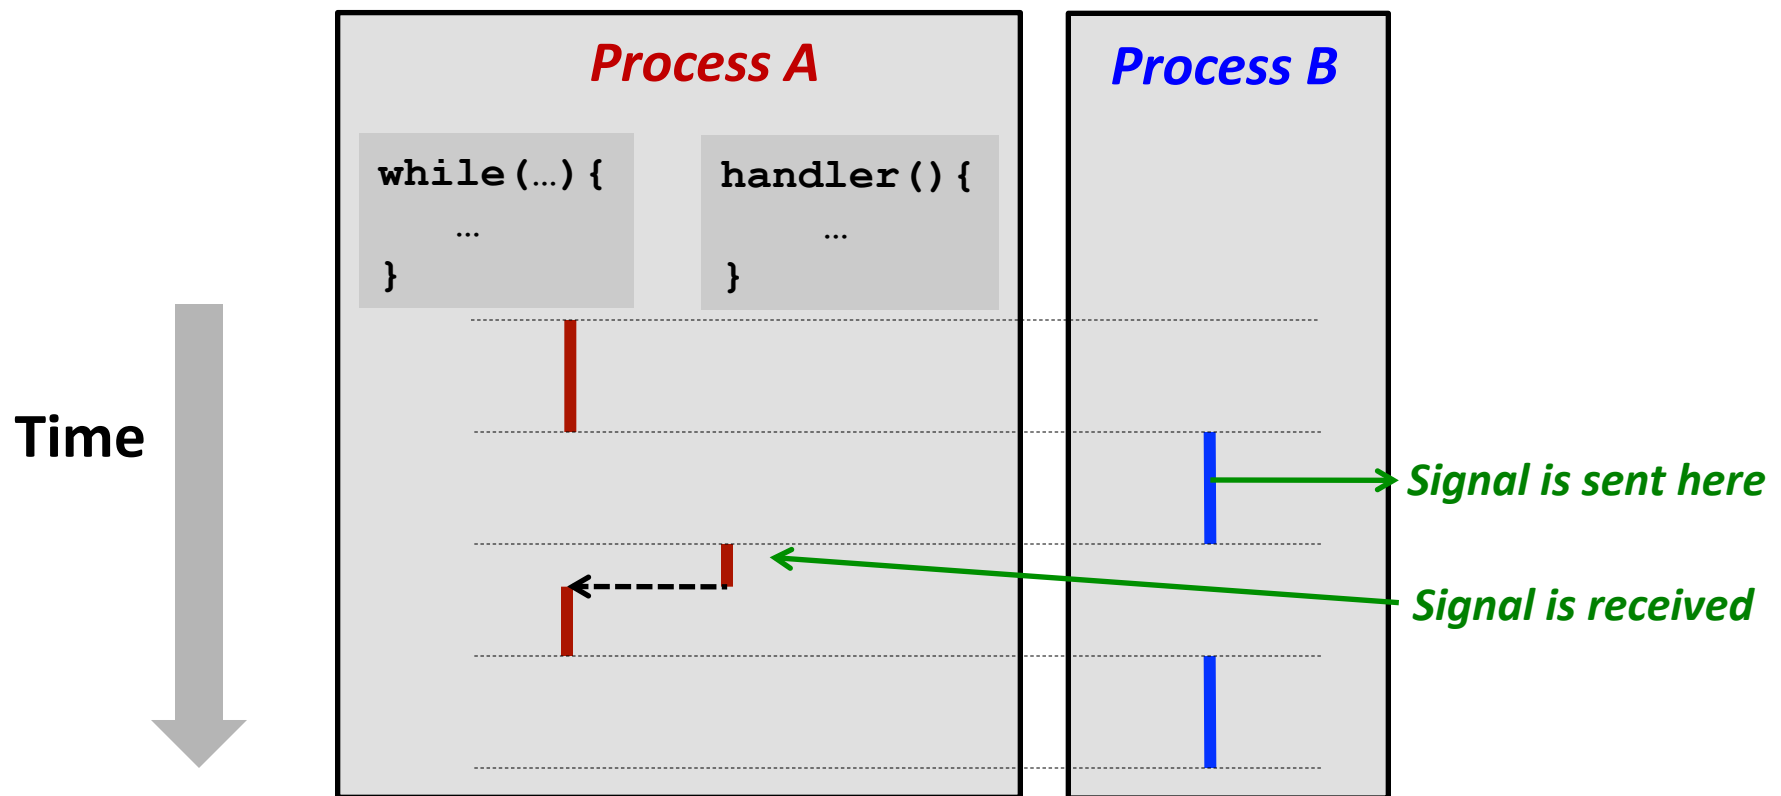 Process A
Process B
while(…){
…
}
handler(){
…
}
Time
Signal is sent here
Signal is received